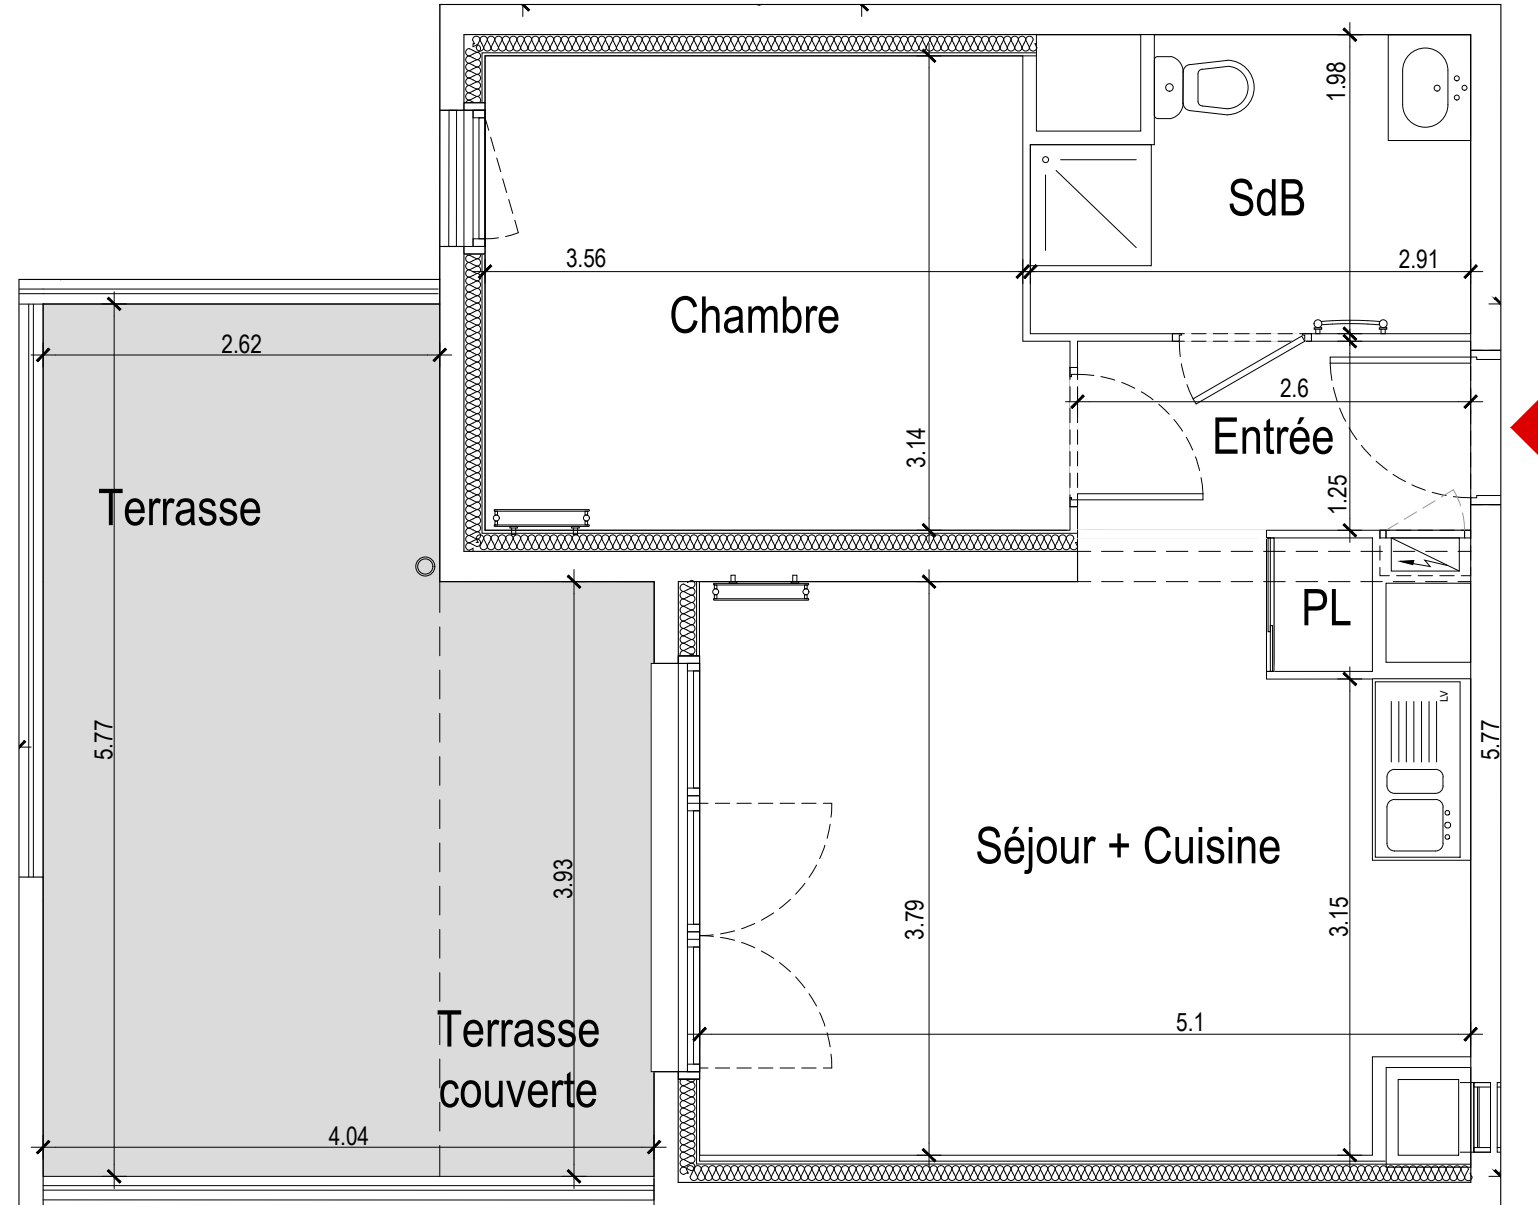 1.98
SdB
3.56
2.91
Chambre
2.62
2.6
Entrée
3.14
1.25
Terrasse
PL
LV
5.77
5.77
Séjour + Cuisine
3.93
3.79
3.15
5.1
Terrasse
couverte
4.04